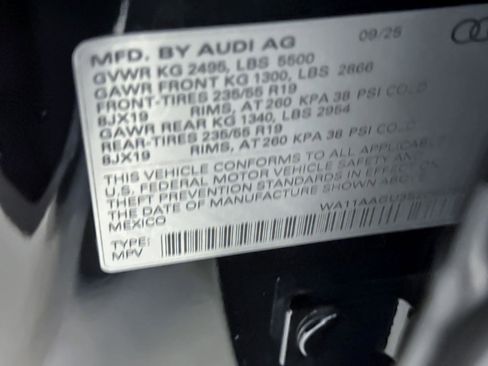 MFD. BY AUDI AG 09/25
GVWR KG 2495, LBS 5500
GAWR FRONT KG 1300, LBS 2866
FRONT-TIRES 235/55 R19
8JX19 RIMS, AT 260 KPA 38 PSI COLD
GAWR REAR KG 1340, LBS 2954
REAR-TIRES 235/55 R19
8JX19 RIMS, AT 260 KPA 38 PSI COLD
THIS VEHICLE CONFORMS TO ALL APPLICABLE
U.S. FEDERAL MOTOR VEHICLE SAFETY AND
THEFT PREVENTION STANDARDS IN EFFECT
THE DATE OF MANUFACTURE SHOWN
MEXICO
TYPE:
MPV